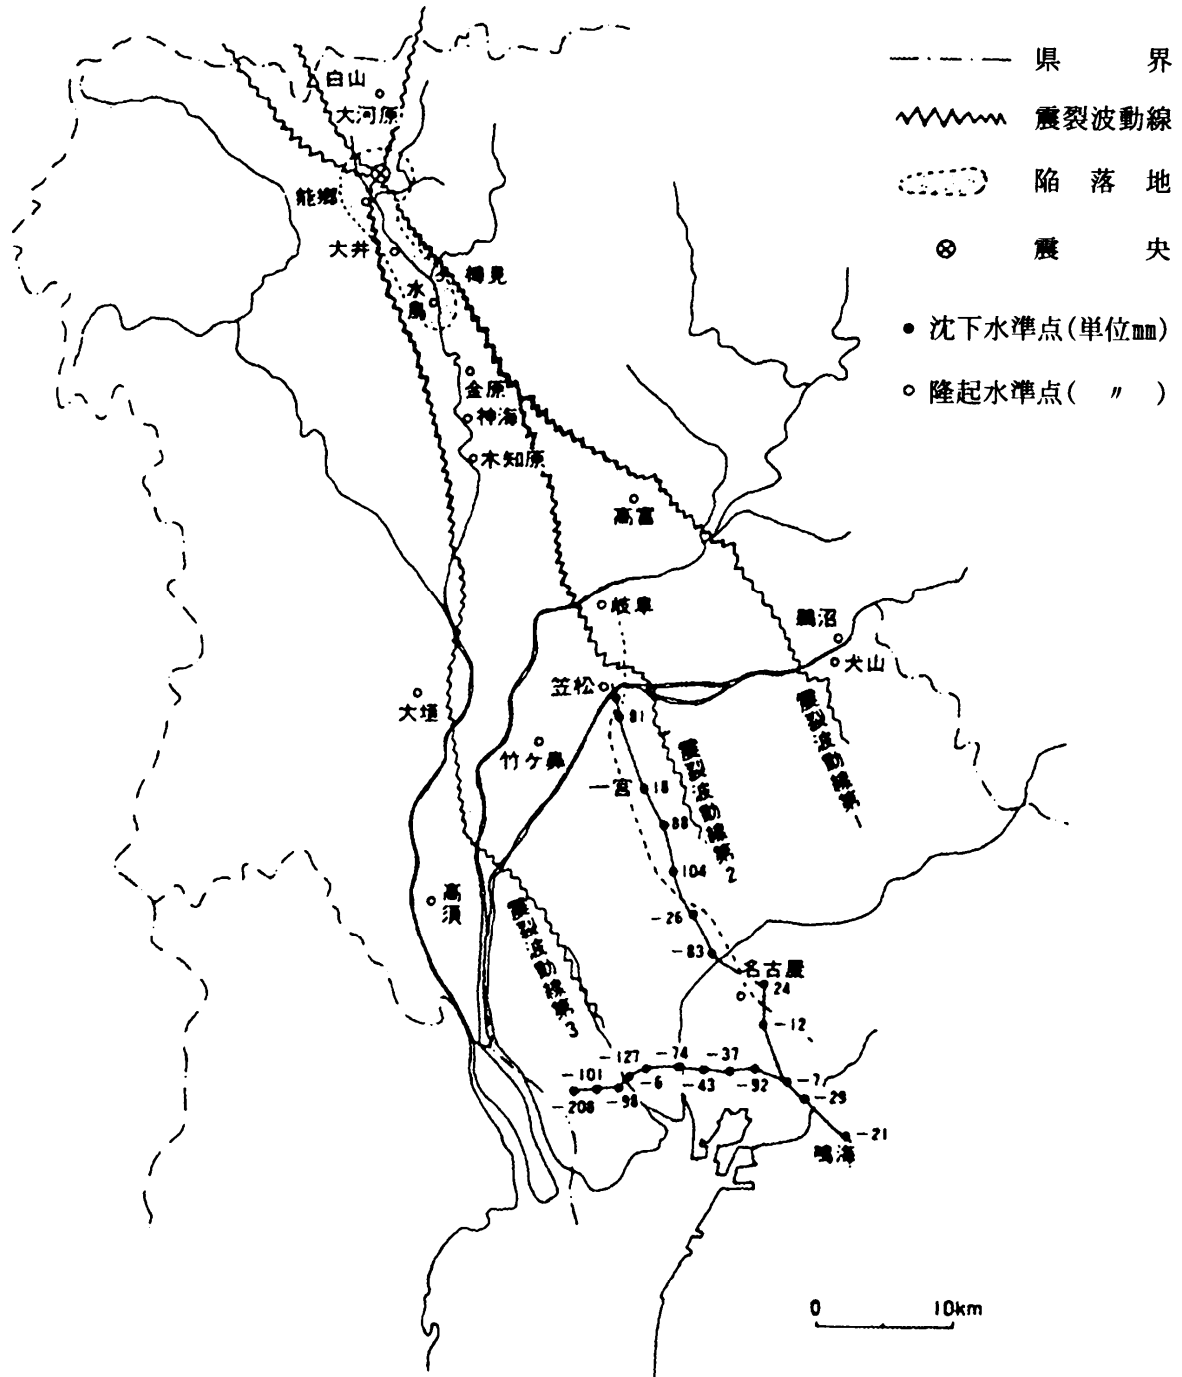 県界
震裂波動線
陥落地
震央
沈下水準点(単位㎜)
隆起水準点( 〃 )
白山
大河原
能郷
大井
樽見
水鳥
金原
神海
木知原
高富
岐阜
鵜沼
犬山
笠松
大垣
竹ケ鼻
81
一宮
18
88
104
-26
-83
高須
名古屋
24
-12
震裂波動線第1
震裂波動線第2
震裂波動線第3
-127
-74
-37
-101
-6
-43
-92
-7
-208
-98
-29
-21
鳴海
0
10km